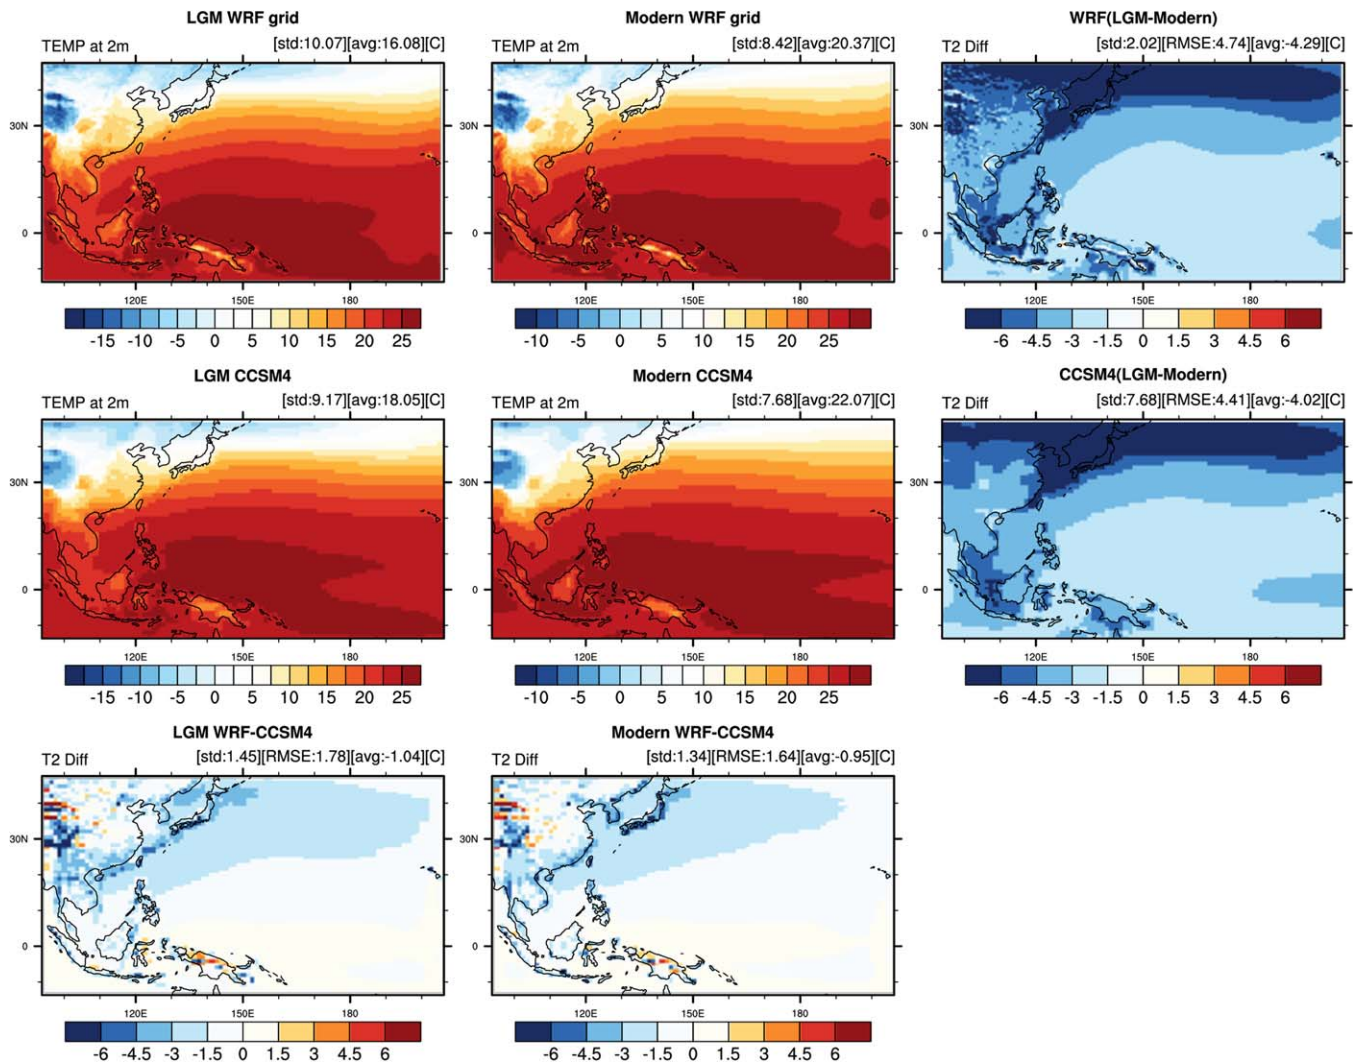 LGM WRF grid
TEMP at 2m [std:10.07][avg:16.08][C]
30N
0
120E 150E 180
-15 -10 -5 0 5 10 15 20 25
Modern WRF grid
TEMP at 2m [std:8.42][avg:20.37][C]
30N
0
120E 150E 180
-10 -5 0 5 10 15 20 25
WRF(LGM-Modern)
T2 Diff [std:2.02][RMSE:4.74][avg:-4.29][C]
30N
0
120E 150E 180
-6 -4.5 -3 -1.5 0 1.5 3 4.5 6
LGM CCSM4
TEMP at 2m [std:9.17][avg:18.05][C]
30N
0
120E 150E 180
-15 -10 -5 0 5 10 15 20 25
Modern CCSM4
TEMP at 2m [std:7.68][avg:22.07][C]
30N
0
120E 150E 180
-10 -5 0 5 10 15 20 25
CCSM4(LGM-Modern)
T2 Diff [std:7.68][RMSE:4.41][avg:-4.02][C]
30N
0
120E 150E 180
-6 -4.5 -3 -1.5 0 1.5 3 4.5 6
LGM WRF-CCSM4
T2 Diff [std:1.45][RMSE:1.78][avg:-1.04][C]
30N
0
120E 150E 180
-6 -4.5 -3 -1.5 0 1.5 3 4.5 6
Modern WRF-CCSM4
T2 Diff [std:1.34][RMSE:1.64][avg:-0.95][C]
30N
0
120E 150E 180
-6 -4.5 -3 -1.5 0 1.5 3 4.5 6